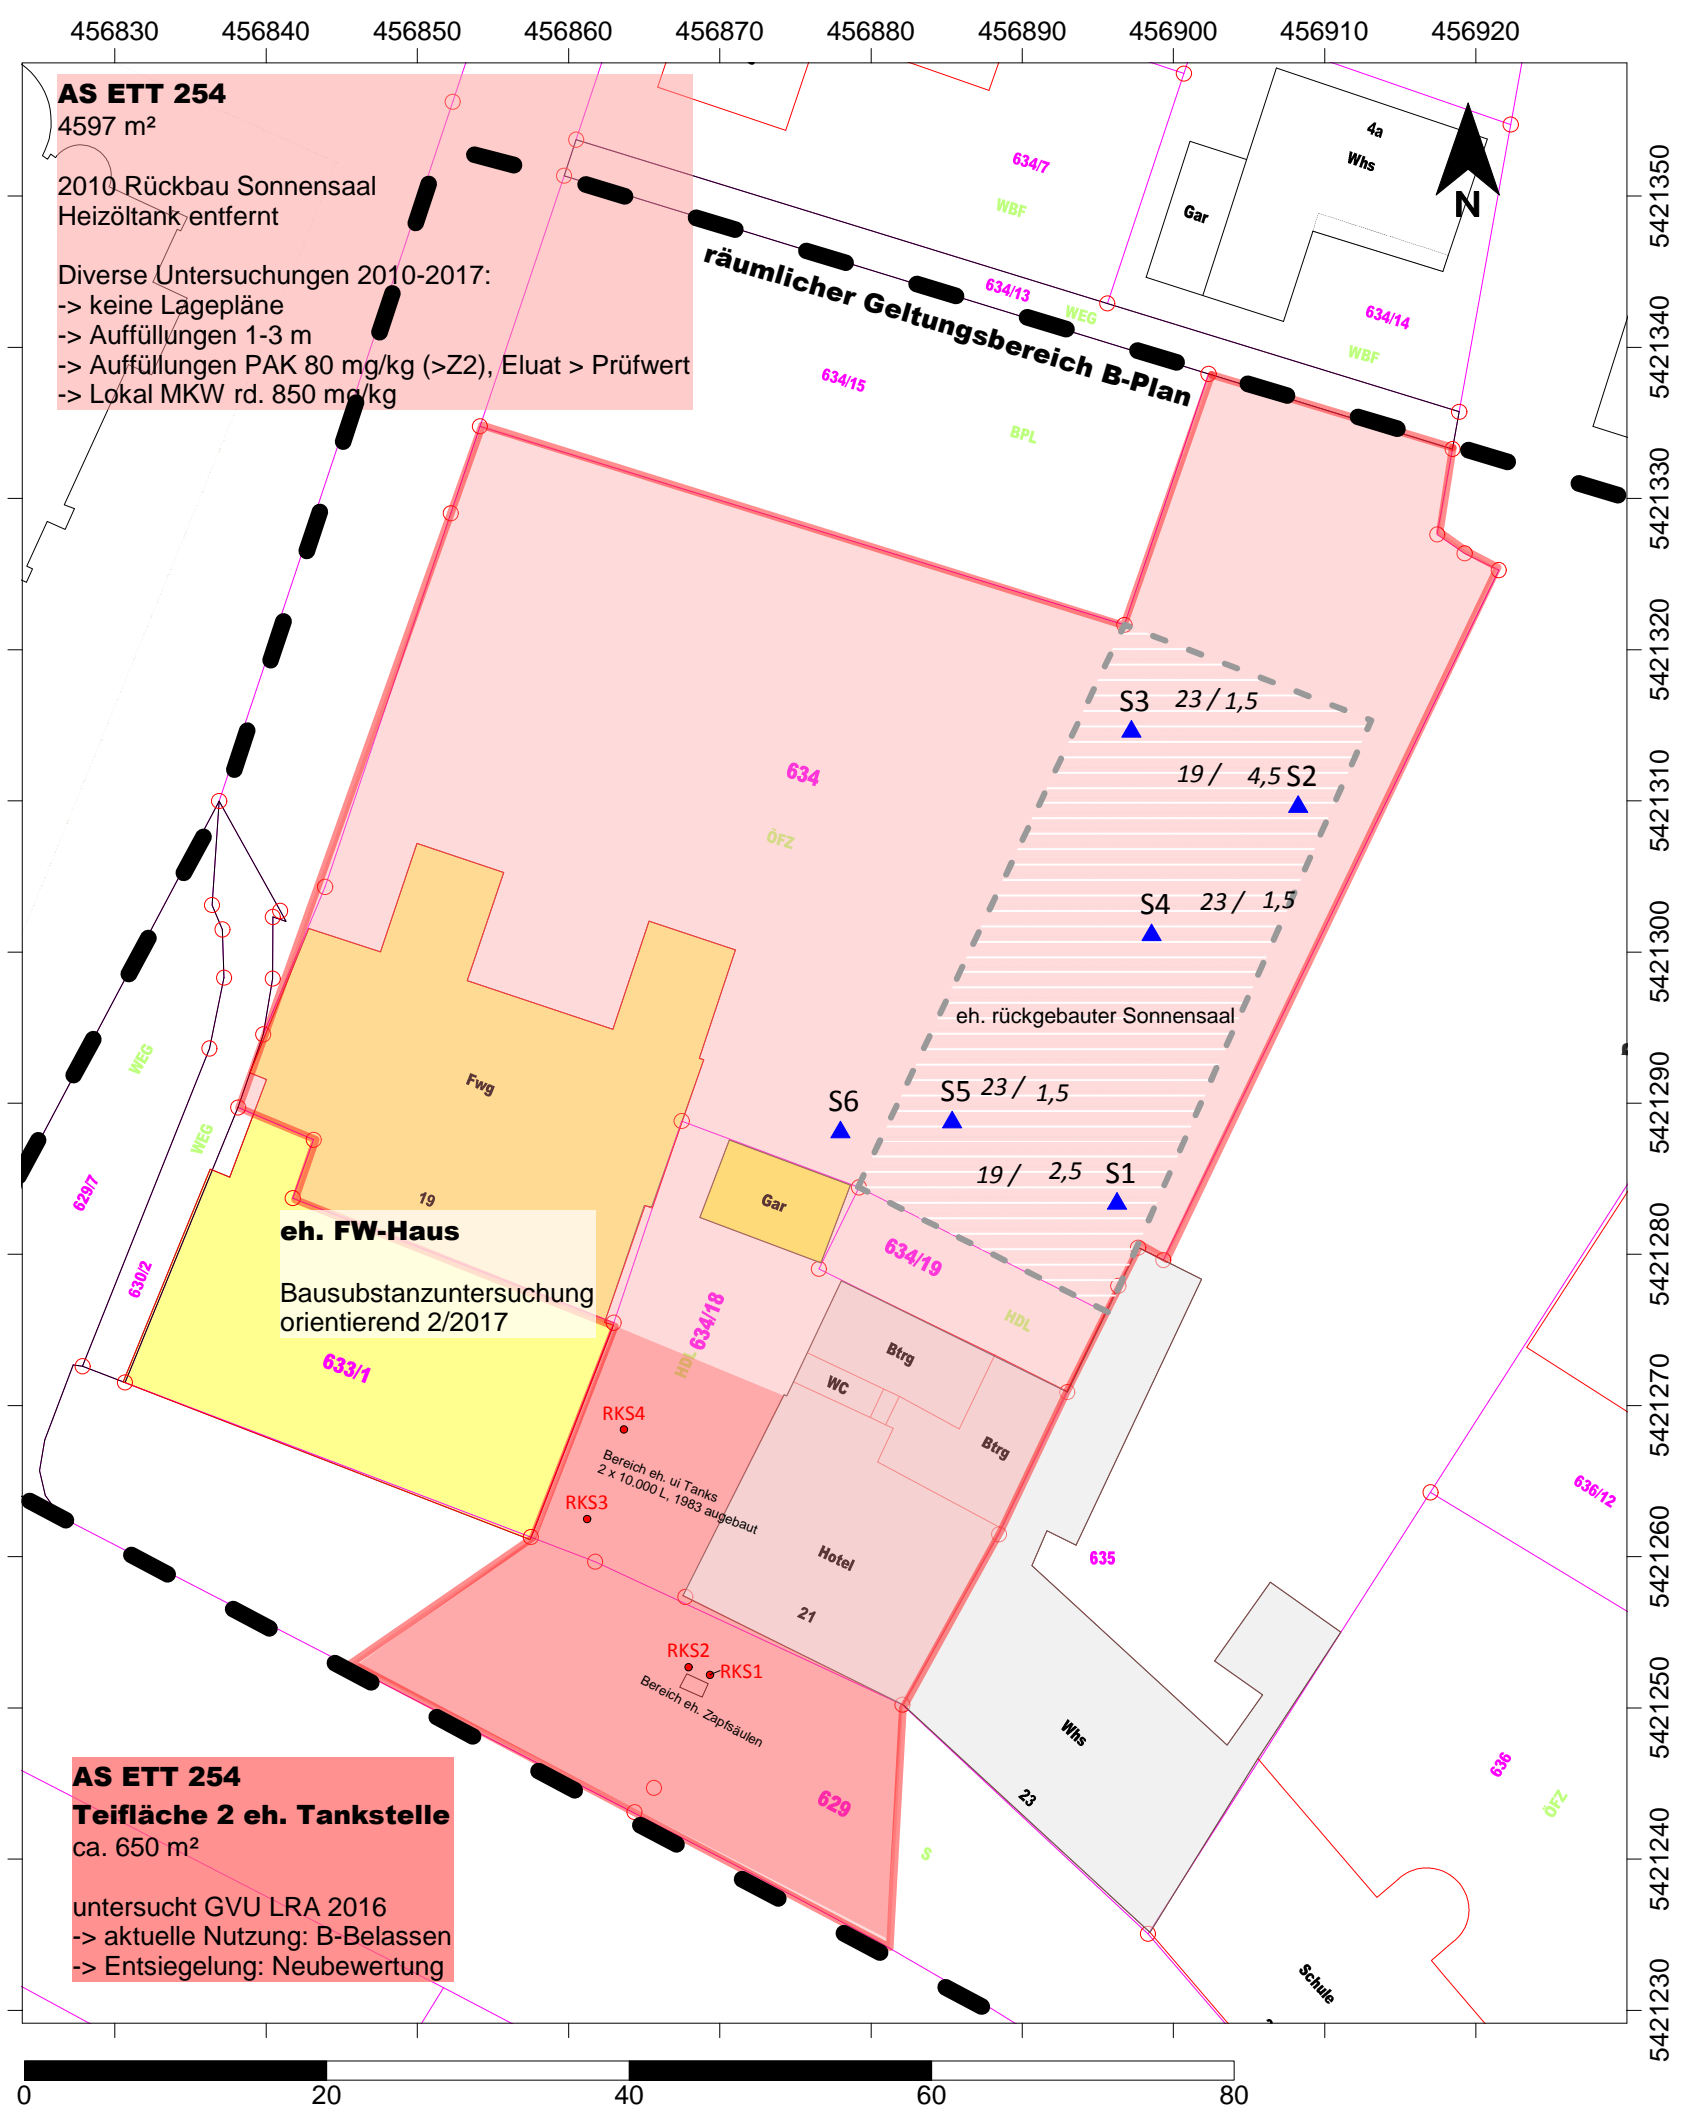 456830 456840 456850 456860 456870 456880 456890 456900 456910 456920
AS ETT 254
4597 m²
2010 Rückbau Sonnensaal
Heizöltank entfernt
Diverse Untersuchungen 2010-2017:
-> keine Lagepläne
-> Auffüllungen 1-3 m
-> Auffüllungen PAK 80 mg/kg (>Z2), Eluat > Prüfwert
-> Lokal MKW rd. 850 mg/kg
634/7
WBF
4a
Whs
Gar
N
räumlicher Geltungsbereich B-Plan
634/13
WEG
634/14
WBF
634/15
BPL
5421350
5421340
5421330
5421320
5421310
5421300
5421290
5421280
5421270
5421260
5421250
5421240
5421230
S3 23 / 1,5
19 / 4,5 S2
634
ÖFZ
S4 23 / 1,5
eh. rückgebauter Sonnensaal
S6
S5 23 / 1,5
19 / 2,5 S1
Fwg
19
WEG
WEG
629/7
630/2
Gar
634/19
HDL
634/18
HDL
eh. FW-Haus
Bausubstanzuntersuchung
orientierend 2/2017
633/1
Btrg
WC
Btrg
RKS4
Bereich eh. ui Tanks
2 x 10.000 L, 1983 augebaut
RKS3
Hotel
21
635
636/12
RKS2
RKS1
Bereich eh. Zapfsäulen
Whs
23
629
S
636
ÖFZ
Schule
AS ETT 254
Teifläche 2 eh. Tankstelle
ca. 650 m²
untersucht GVU LRA 2016
-> aktuelle Nutzung: B-Belassen
-> Entsiegelung: Neubewertung
0 20 40 60 80